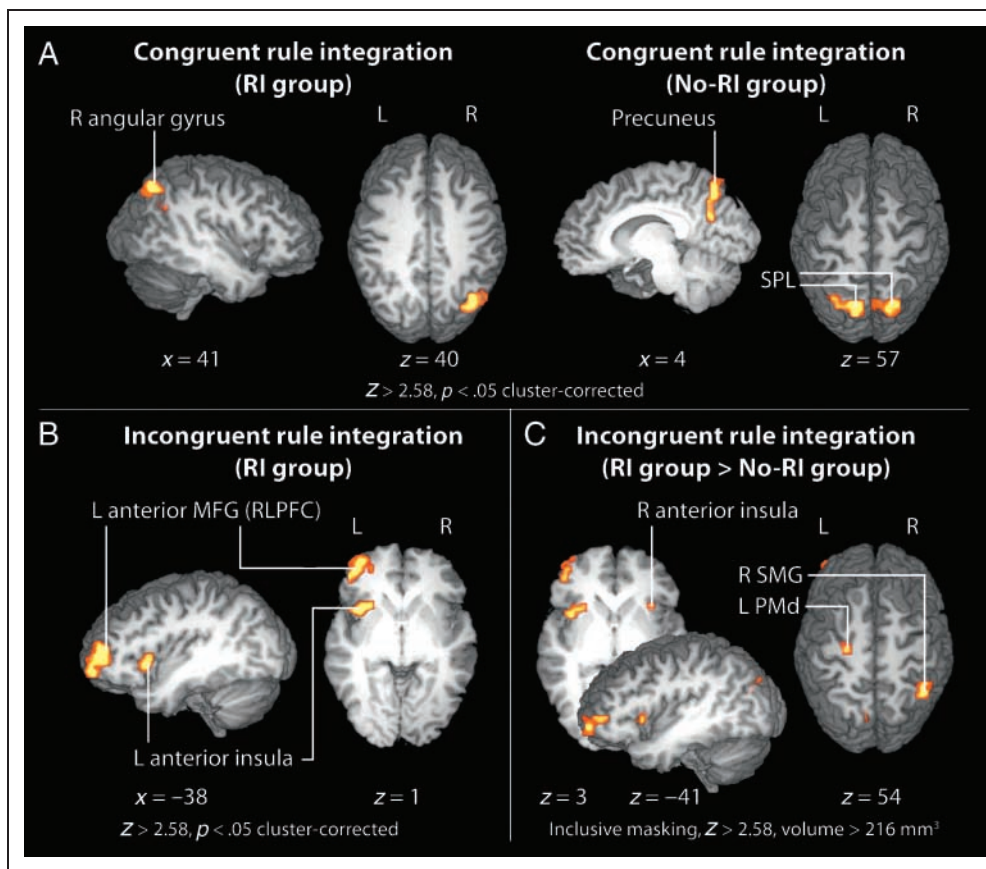 A
Congruent rule integration
(RI group)
R angular gyrus
L
R
x = 41
z = 40
Congruent rule integration
(No-RI group)
Precuneus
L
R
SPL
x = 4
z = 57
Z > 2.58, p < .05 cluster-corrected
B
Incongruent rule integration
(RI group)
L anterior MFG (RLPFC)
L
R
L anterior insula
x = –38
z = 1
Z > 2.58, p < .05 cluster-corrected
C
Incongruent rule integration
(RI group > No-RI group)
R anterior insula
L
R
R SMG
L PMd
z = 3
z = –41
z = 54
Inclusive masking, Z > 2.58, volume > 216 mm³